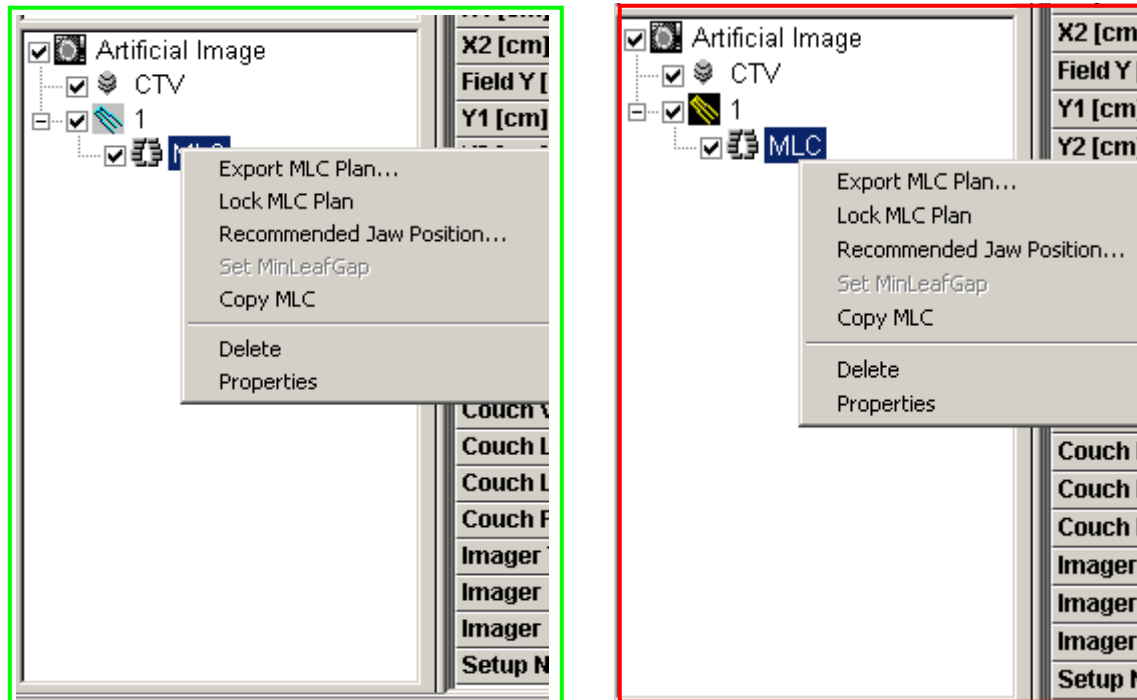 Artificial Image
CTV
1
MLC
Export MLC Plan...
Lock MLC Plan
Recommended Jaw Position...
Set MinLeafGap
Copy MLC
Delete
Properties
X2 [cm]
Field Y [
Y1 [cm]
Couch V
Couch L
Couch L
Couch R
Imager
Imager
Imager
Setup N
Artificial Image
CTV
1
MLC
Export MLC Plan...
Lock MLC Plan
Recommended Jaw Position...
Set MinLeafGap
Copy MLC
Delete
Properties
X2 [cm
Field Y
Y1 [cm
Y2 [cm
Couch
Couch
Couch
Imager
Imager
Imager
Setup N